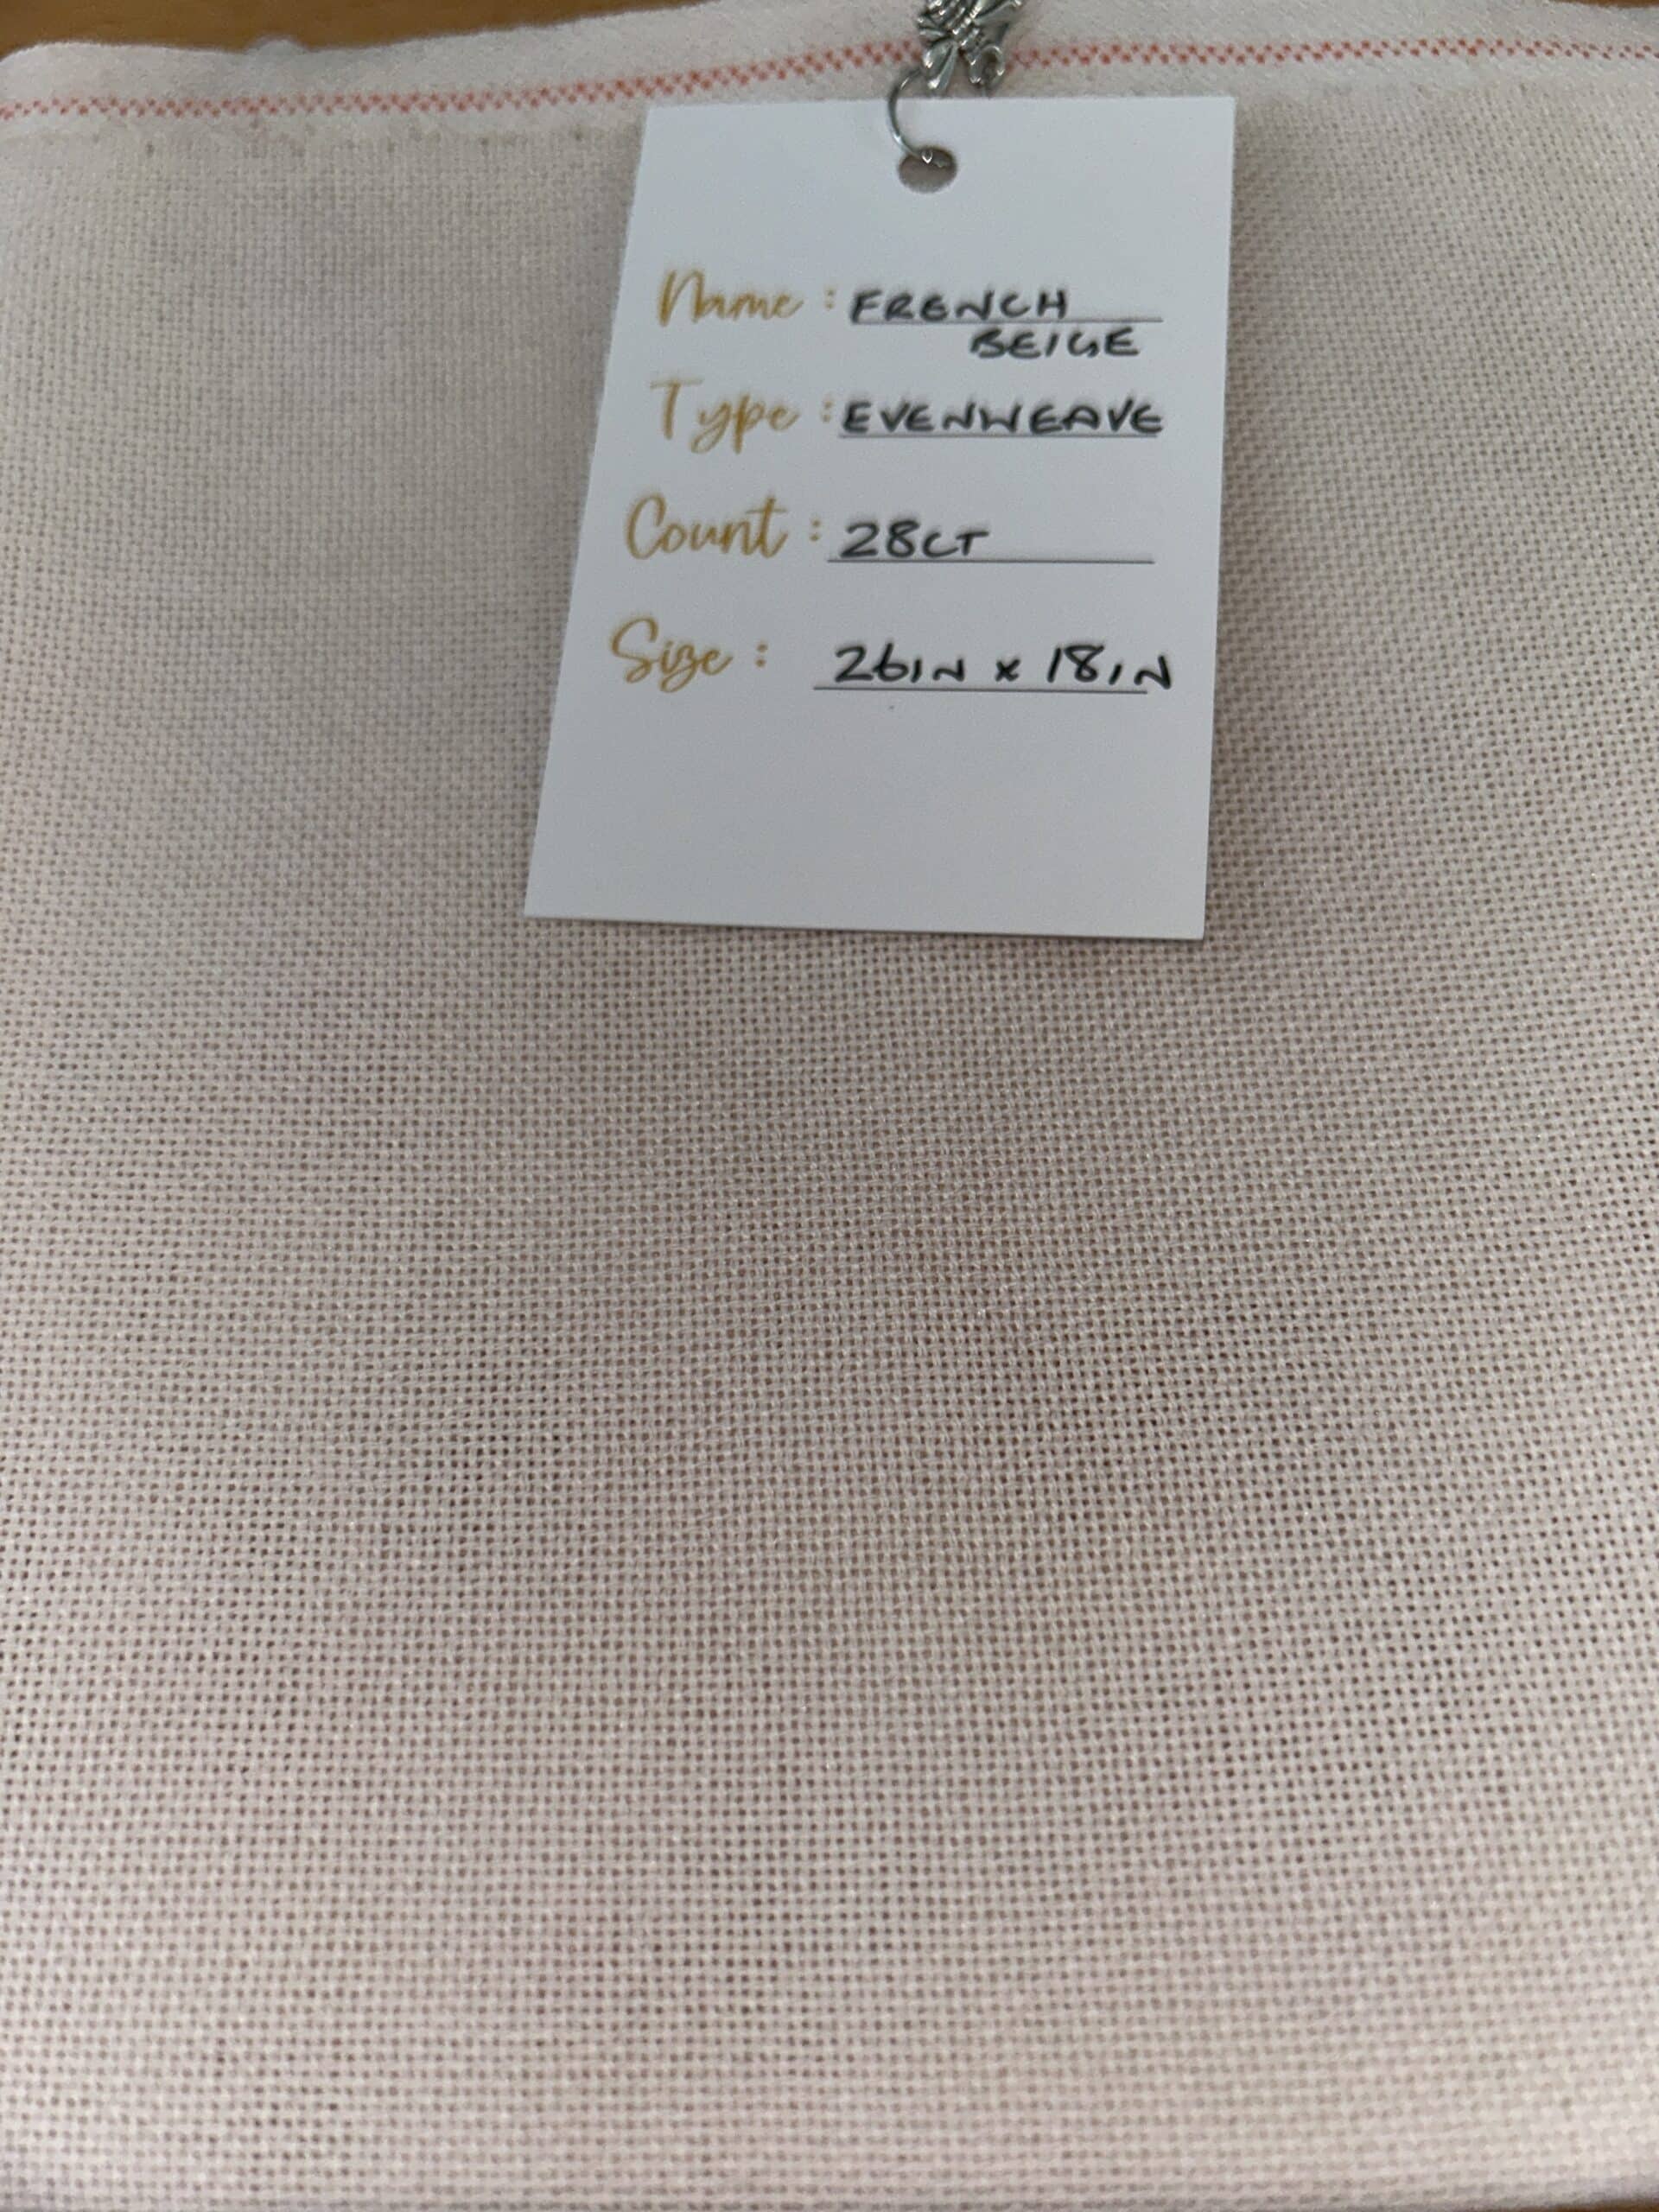 Name : FRENCH
BEIGE
Type : EVENWEAVE
Count : 28CT
Size : 26IN x 18IN